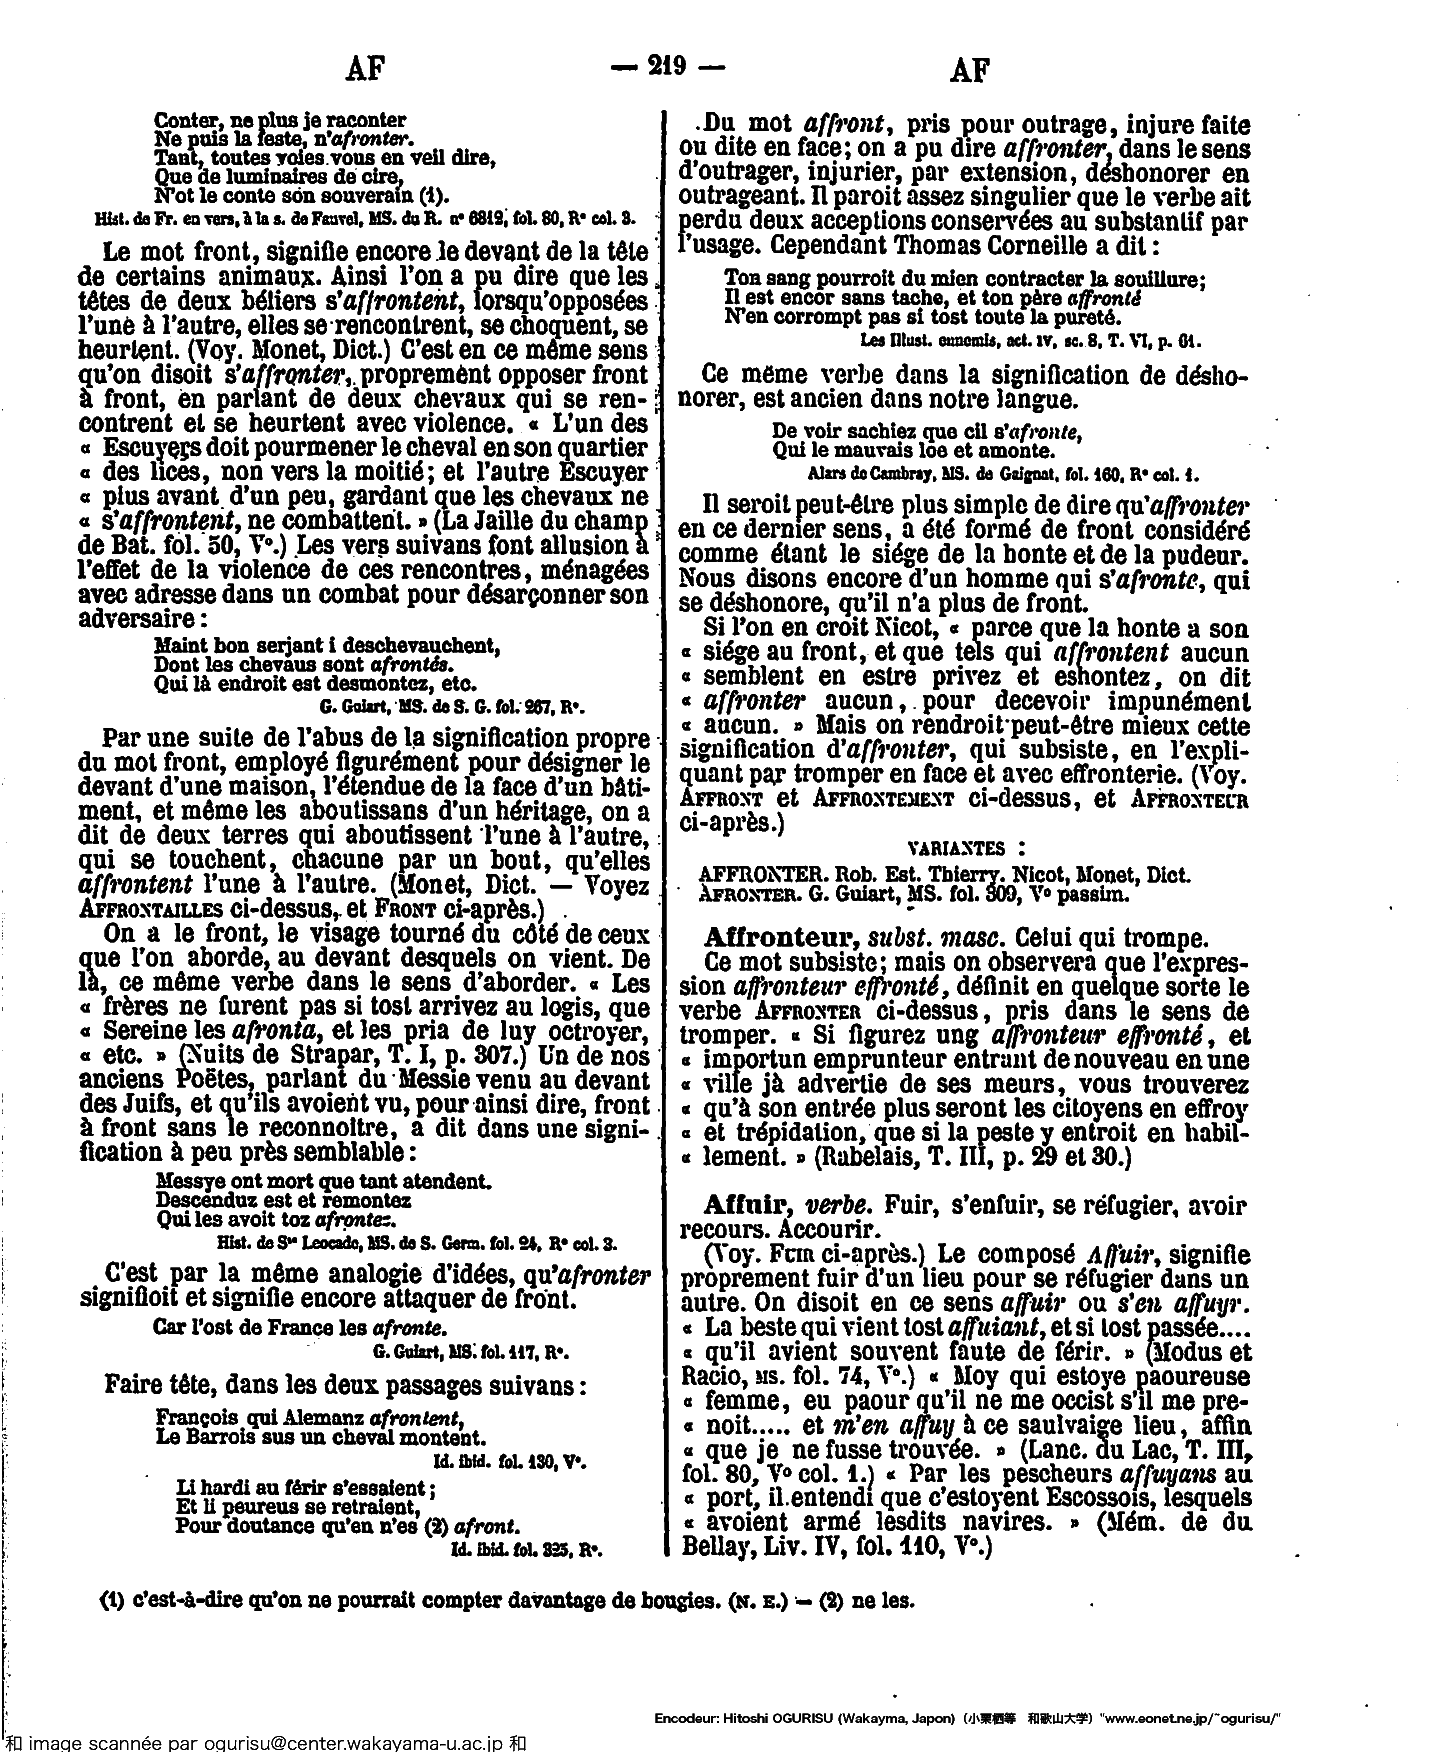 AF
— 219 —
AF
Conter, ne plus je raconter
Ne puis la feste, n'afronter.
Tant, toutes voies vous en veil dire,
Que de luminaires de cire,
N'ot le conte son souverain (1).
Hist. de Fr. en vers, à la s. de Fauvel, MS. du R. n° 6812, fol. 80, R° col. 3.
Le mot front, signifie encore le devant de la tête
de certains animaux. Ainsi l'on a pu dire que les
têtes de deux béliers s'affrontent, lorsqu'opposées
l'une à l'autre, elles se rencontrent, se choquent, se
heurtent. (Voy. Monet, Dict.) C'est en ce même sens
qu'on disoit s'affronter, proprement opposer front
à front, en parlant de deux chevaux qui se ren-
contrent et se heurtent avec violence. « L'un des
« Escuyers doit pourmener le cheval en son quartier
« des lices, non vers la moitié; et l'autre Escuyer
« plus avant d'un peu, gardant que les chevaux ne
« s'affrontent, ne combattent. » (La Jaille du champ
de Bat. fol. 50, V°.) Les vers suivans font allusion à
l'effet de la violence de ces rencontres, ménagées
avec adresse dans un combat pour désarçonner son
adversaire :
Maint bon serjant i deschevauchent,
Dont les chevaus sont afrontés.
Qui là endroit est desmontez, etc.
G. Guiart, MS. de S. G. fol. 267, R°.
Par une suite de l'abus de la signification propre
du mot front, employé figurément pour désigner le
devant d'une maison, l'étendue de la face d'un bâti-
ment, et même les aboutissans d'un héritage, on a
dit de deux terres qui aboutissent l'une à l'autre,
qui se touchent, chacune par un bout, qu'elles
affrontent l'une à l'autre. (Monet, Dict. — Voyez
AFFRONTAILLES ci-dessus, et FRONT ci-après.)
On a le front, le visage tourné du côté de ceux
que l'on aborde, au devant desquels on vient. De
là, ce même verbe dans le sens d'aborder. « Les
« frères ne furent pas si tost arrivez au logis, que
« Sereine les afronta, et les pria de luy octroyer,
« etc. » (Nuits de Strapar, T. I, p. 307.) Un de nos
anciens Poëtes, parlant du Messie venu au devant
des Juifs, et qu'ils avoient vu, pour ainsi dire, front
à front sans le reconnoître, a dit dans une signi-
fication à peu près semblable :
Messye ont mort que tant atendent.
Descenduz est et remontez
Qui les avoit toz afrontez.
Hist. de Ste Leocade, MS. de S. Germ. fol. 24, R° col. 3.
C'est par la même analogie d'idées, qu'afronter
signifioit et signifie encore attaquer de front.
Car l'ost de France les afronte.
G. Guiart, MS. fol. 117, R°.
Faire tête, dans les deux passages suivans :
François qui Alemanz afrontent,
Le Barrois sus un cheval montent.
Id. ibid. fol. 130, V°.
Li hardi au férir s'essaient ;
Et li peureus se retraient,
Pour doutance qu'en n'es (2) afront.
Id. ibid. fol. 325, R°.
Du mot affront, pris pour outrage, injure faite
ou dite en face; on a pu dire affronter, dans le sens
d'outrager, injurier, par extension, déshonorer en
outrageant. Il paroit assez singulier que le verbe ait
perdu deux acceptions conservées au substantif par
l'usage. Cependant Thomas Corneille a dit :
Ton sang pourroit du mien contracter la souillure;
Il est encor sans tache, et ton père affronté
N'en corrompt pas si tost toute la pureté.
Les Illust. ennemis, act. IV, sc. 8, T. VI, p. 61.
Ce même verbe dans la signification de désho-
norer, est ancien dans notre langue.
De voir sachiez que cil s'afronte,
Qui le mauvais loe et amonte.
Alars de Cambray, MS. de Gaignat, fol. 160, R° col. 1.
Il seroit peut-être plus simple de dire qu'affronter
en ce dernier sens, a été formé de front considéré
comme étant le siége de la honte et de la pudeur.
Nous disons encore d'un homme qui s'afronte, qui
se déshonore, qu'il n'a plus de front.
Si l'on en croit Nicot, « parce que la honte a son
« siége au front, et que tels qui affrontent aucun
« semblent en estre privez et eshontez, on dit
« affronter aucun, pour decevoir impunément
« aucun. » Mais on rendroit peut-être mieux cette
signification d'affronter, qui subsiste, en l'expli-
quant par tromper en face et avec effronterie. (Voy.
AFFRONT et AFFRONTEMENT ci-dessus, et AFFRONTEUR
ci-après.)
VARIANTES :
AFFRONTER. Rob. Est. Thierry. Nicot, Monet, Dict.
AFRONTER. G. Guiart, MS. fol. 309, V° passim.
Affronteur, subst. masc. Celui qui trompe.
Ce mot subsiste; mais on observera que l'expres-
sion affronteur effronté, définit en quelque sorte le
verbe AFFRONTER ci-dessus, pris dans le sens de
tromper. « Si figurez ung affronteur effronté, et
« importun emprunteur entrant de nouveau en une
« ville jà advertie de ses meurs, vous trouverez
« qu'à son entrée plus seront les citoyens en effroy
« et trépidation, que si la peste y entroit en habil-
« lement. » (Rabelais, T. III, p. 29 et 30.)
Affuir, verbe. Fuir, s'enfuir, se réfugier, avoir
recours. Accourir.
(Voy. FUIR ci-après.) Le composé Affuir, signifie
proprement fuir d'un lieu pour se réfugier dans un
autre. On disoit en ce sens affuir ou s'en affuyr.
« La beste qui vient tost affuiant, et si tost passée....
« qu'il avient souvent faute de férir. » (Modus et
Racio, MS. fol. 74, V°.) « Moy qui estoye paoureuse
« femme, eu paour qu'il ne me occist s'il me pre-
« noit..... et m'en affuy à ce saulvaige lieu, affin
« que je ne fusse trouvée. » (Lanc. du Lac, T. III,
fol. 80, V° col. 1.) « Par les pescheurs affuyans au
« port, il entendi que c'estoyent Escossois, lesquels
« avoient armé lesdits navires. » (Mém. de du
Bellay, Liv. IV, fol. 110, V°.)
(1) c'est-à-dire qu'on ne pourrait compter davantage de bougies. (N. E.) — (2) ne les.
Encodeur: Hitoshi OGURISU (Wakayma, Japon) (小栗栖等 和歌山大学) "www.eonet.ne.jp/~ogurisu/"
和 image scannée par ogurisu@center.wakayama-u.ac.jp 和